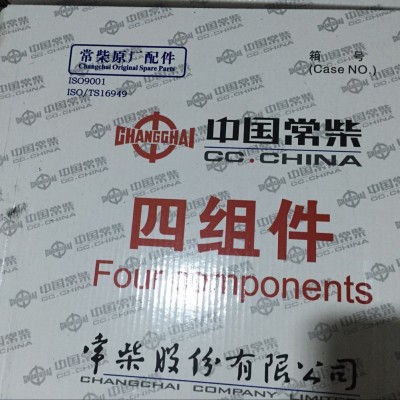 常柴原厂配件
Changchai Original Spare Parts
ISO9001
ISO/TS16949
箱 号
(Case NO.)
CHANGCHAI
中国常柴
CC·CHINA
四组件
Four components
常柴股份有限公司
CHANGCHAI COMPANY LIMITED